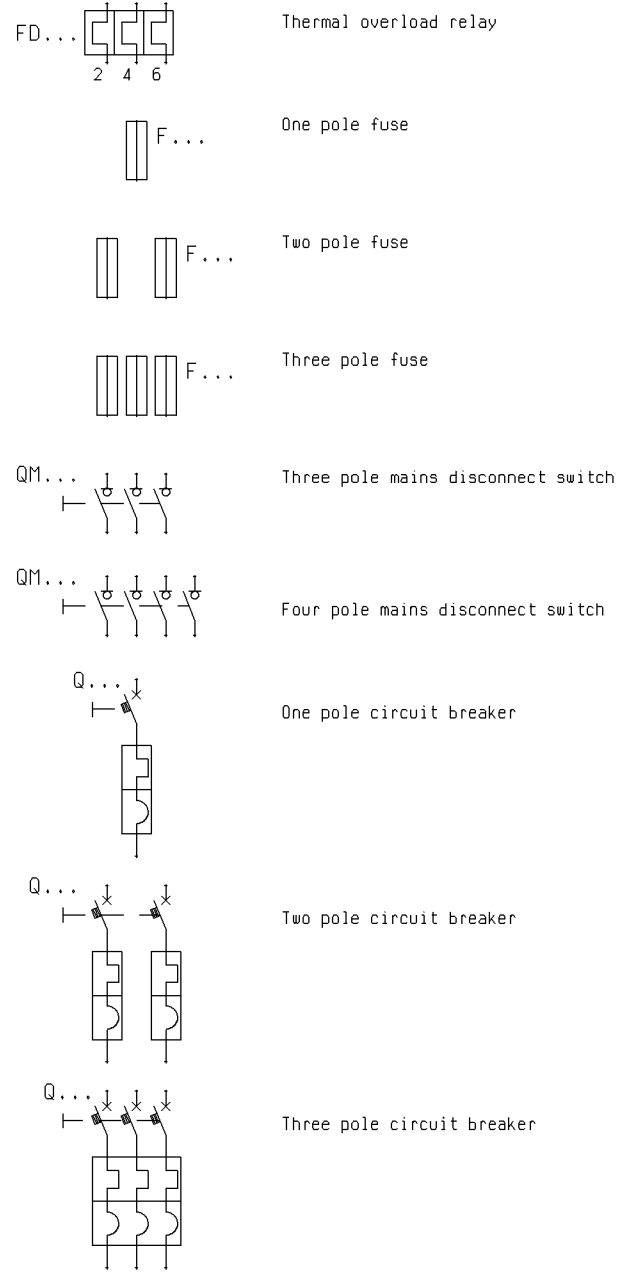 FD... Thermal overload relay
2 4 6
One pole fuse
F...
Two pole fuse
F...
Three pole fuse
F...
QM... Three pole mains disconnect switch
QM...
Four pole mains disconnect switch
Q...
One pole circuit breaker
Q...
Two pole circuit breaker
Q...
Three pole circuit breaker